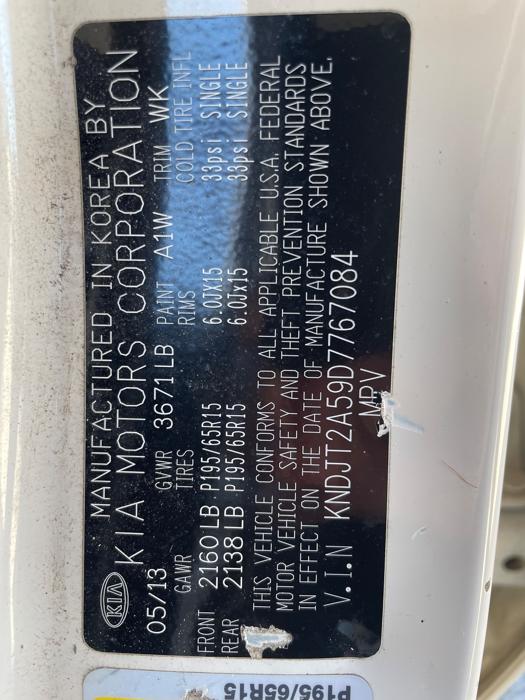 MANUFACTURED IN KOREA BY
KIA KIA MOTORS CORPORATION
05/13 GVWR 3671LB PAINT A1W TRIM WK
GAWR TIRES RIMS COLD TIRE INFL
FRONT 2160LB P195/65R15 6.0JX15 33psi SINGLE
REAR 2138LB P195/65R15 6.0JX15 33psi SINGLE
THIS VEHICLE CONFORMS TO ALL APPLICABLE U.S.A. FEDERAL
MOTOR VEHICLE SAFETY AND THEFT PREVENTION STANDARDS
IN EFFECT ON THE DATE OF MANUFACTURE SHOWN ABOVE.
V.I.N KNDJT2A59D7767084
MPV
P195/65R15